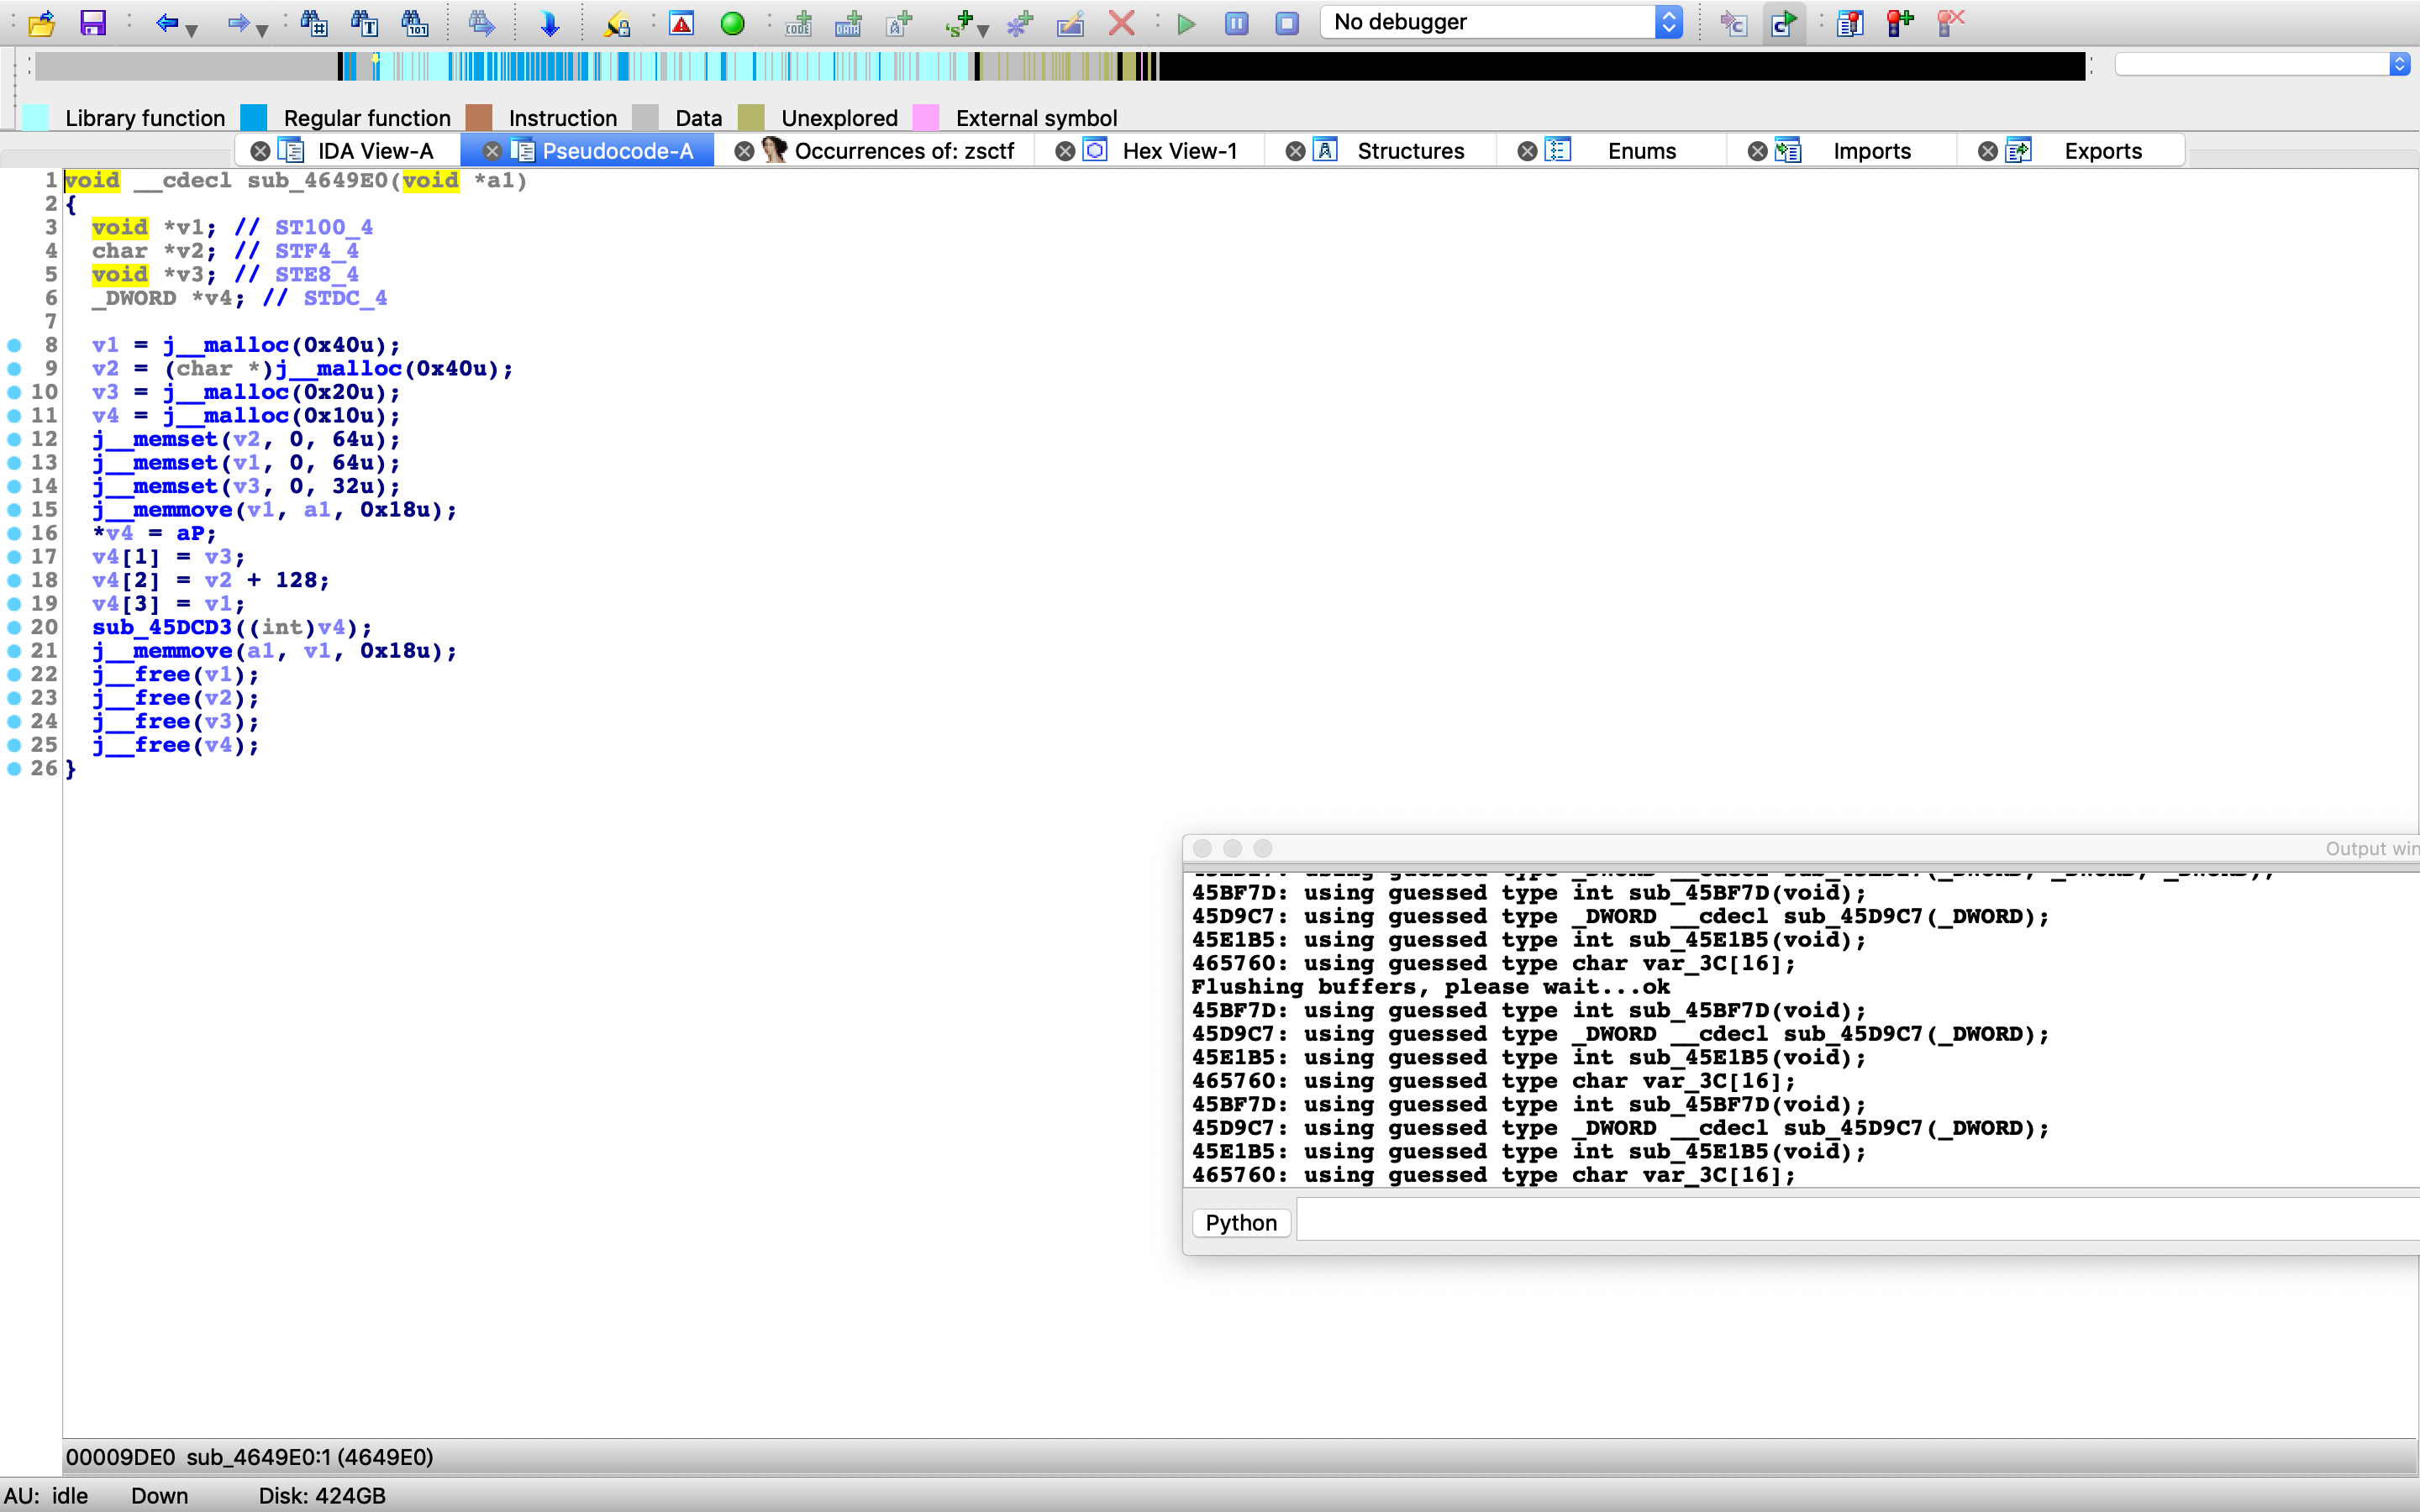 No debugger
Library function Regular function Instruction Data Unexplored External symbol
IDA View-A Pseudocode-A Occurrences of: zsctf Hex View-1 Structures Enums Imports Exports
1 void __cdecl sub_4649E0(void *a1)
2 {
3 void *v1; // ST100_4
4 char *v2; // STF4_4
5 void *v3; // STE8_4
6 _DWORD *v4; // STDC_4
7
8 v1 = j__malloc(0x40u);
9 v2 = (char *)j__malloc(0x40u);
10 v3 = j__malloc(0x20u);
11 v4 = j__malloc(0x10u);
12 j__memset(v2, 0, 64u);
13 j__memset(v1, 0, 64u);
14 j__memset(v3, 0, 32u);
15 j__memmove(v1, a1, 0x18u);
16 *v4 = aP;
17 v4[1] = v3;
18 v4[2] = v2 + 128;
19 v4[3] = v1;
20 sub_45DCD3((int)v4);
21 j__memmove(a1, v1, 0x18u);
22 j__free(v1);
23 j__free(v2);
24 j__free(v3);
25 j__free(v4);
26 }
Output win
45BF7D: using guessed type int sub_45BF7D(void);
45D9C7: using guessed type _DWORD __cdecl sub_45D9C7(_DWORD);
45E1B5: using guessed type int sub_45E1B5(void);
465760: using guessed type char var_3C[16];
Flushing buffers, please wait...ok
45BF7D: using guessed type int sub_45BF7D(void);
45D9C7: using guessed type _DWORD __cdecl sub_45D9C7(_DWORD);
45E1B5: using guessed type int sub_45E1B5(void);
465760: using guessed type char var_3C[16];
45BF7D: using guessed type int sub_45BF7D(void);
45D9C7: using guessed type _DWORD __cdecl sub_45D9C7(_DWORD);
45E1B5: using guessed type int sub_45E1B5(void);
465760: using guessed type char var_3C[16];
Python
00009DE0 sub_4649E0:1 (4649E0)
AU: idle Down Disk: 424GB